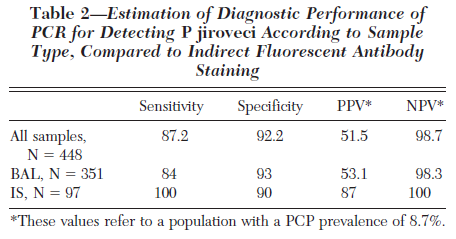 Table 2—Estimation of Diagnostic Performance of
PCR for Detecting P jiroveci According to Sample
Type, Compared to Indirect Fluorescent Antibody
Staining
Sensitivity Specificity PPV* NPV*
All samples, 87.2 92.2 51.5 98.7
N = 448
BAL, N = 351 84 93 53.1 98.3
IS, N = 97 100 90 87 100
*These values refer to a population with a PCP prevalence of 8.7%.